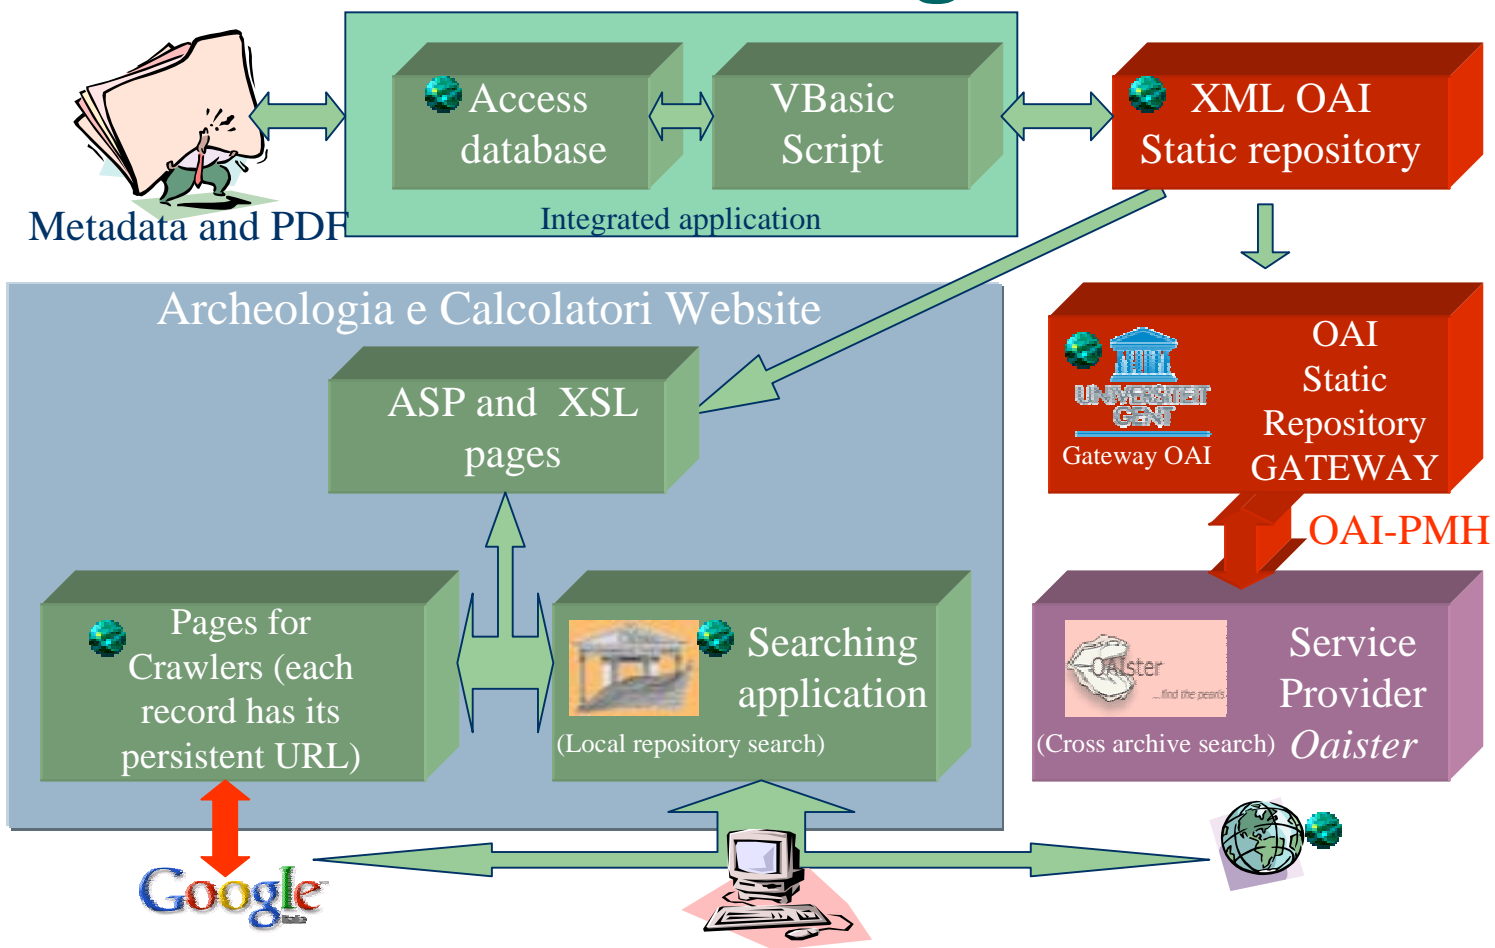 Access
database
VBasic
Script
XML OAI
Static repository
Metadata and PDF
Integrated application
Archeologia e Calcolatori Website
ASP and XSL
pages
UNIVERSITEIT
GENT
Gateway OAI
OAI
Static
Repository
GATEWAY
OAI-PMH
Pages for
Crawlers (each
record has its
persistent URL)
Searching
application
(Local repository search)
OAIster
...find the pearls
Service
Provider
Oaister
(Cross archive search)
Google
Italia